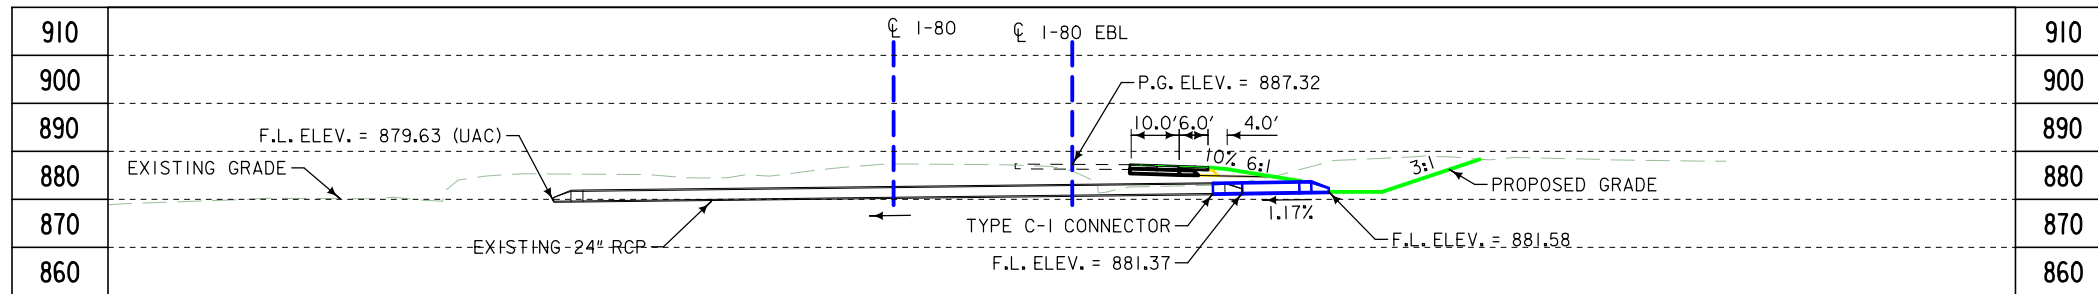 910
℄ I-80
℄ I-80 EBL
910
900
P.G. ELEV. = 887.32
900
890
F.L. ELEV. = 879.63 (UAC)
10.0' 6.0' 4.0'
890
EXISTING GRADE
10% 6:1
3:1
880
PROPOSED GRADE
880
870
TYPE C-I CONNECTOR
1.17%
870
EXISTING 24" RCP
F.L. ELEV. = 881.58
860
F.L. ELEV. = 881.37
860